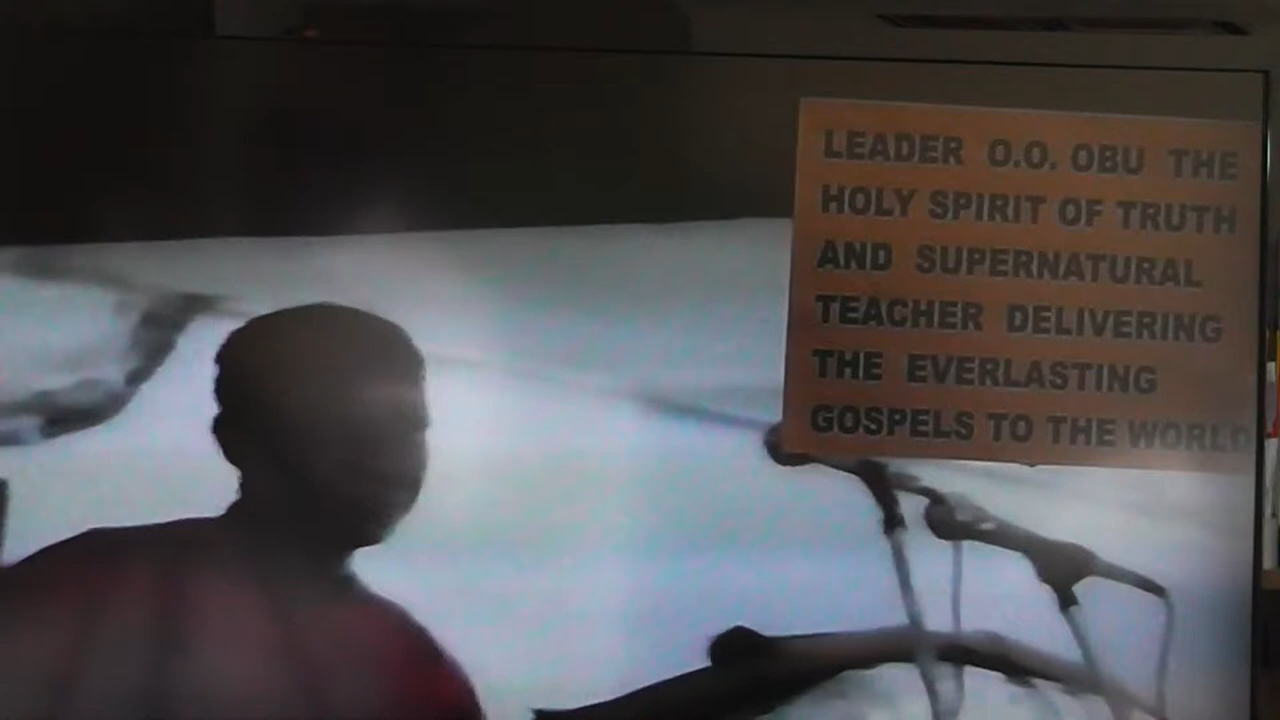 LEADER O.O. OBU THE
HOLY SPIRIT OF TRUTH
AND SUPERNATURAL
TEACHER DELIVERING
THE EVERLASTING
GOSPELS TO THE WORLD